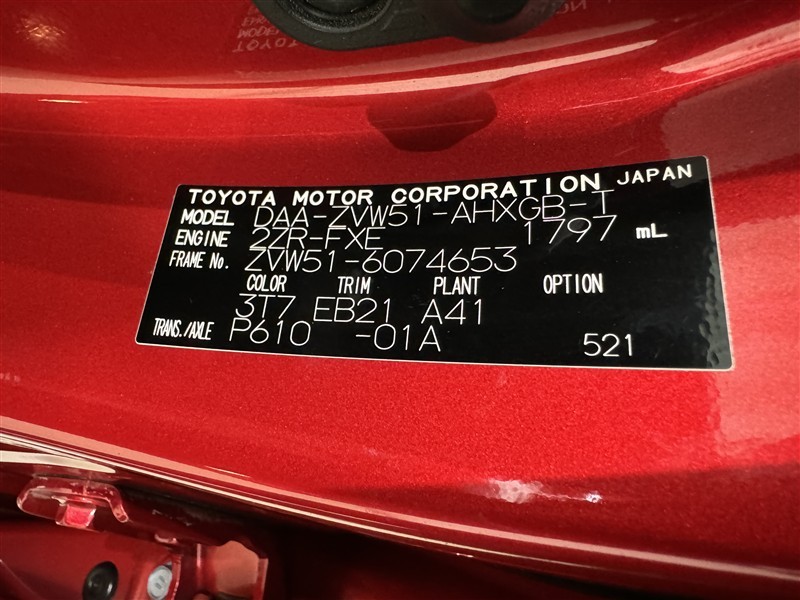 TOYOTA MOTOR CORPORATION JAPAN
MODEL DAA-ZVW51-AHXGB-T
ENGINE 2ZR-FXE 1797 mL
FRAME No. ZVW51-6074653
COLOR TRIM PLANT OPTION
3T7 EB21 A41
TRANS./AXLE P610 -01A 521